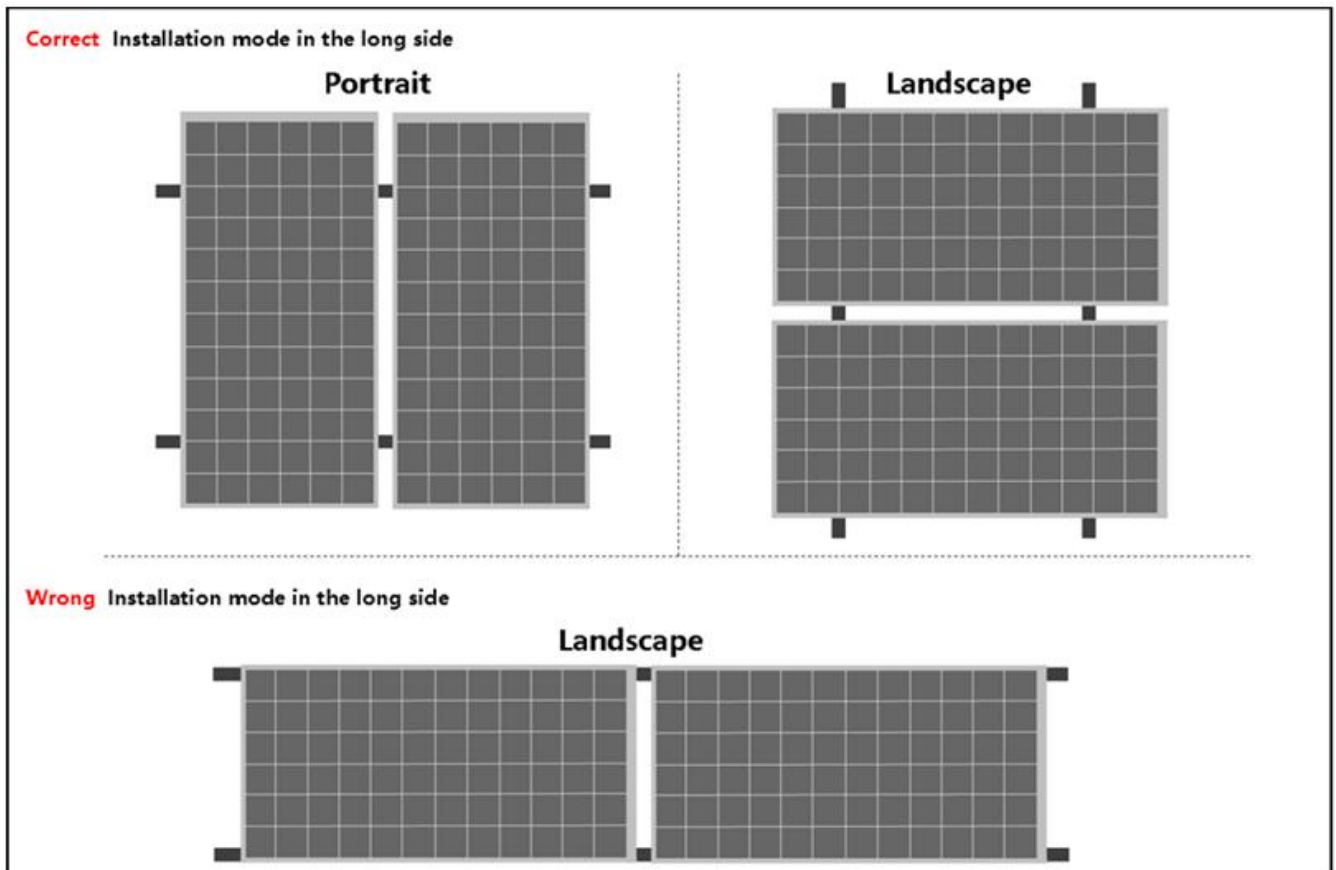 Correct Installation mode in the long side
Portrait
Landscape
Wrong Installation mode in the long side
Landscape